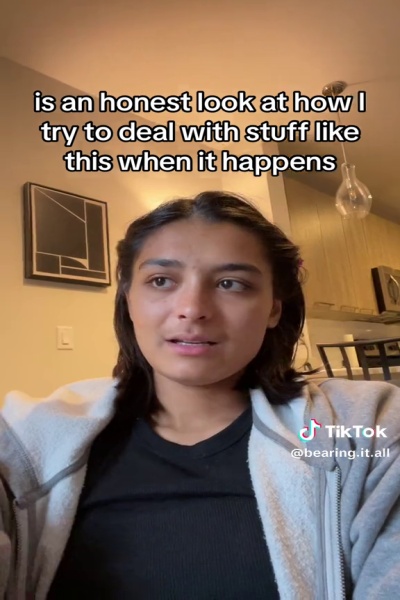 is an honest look at how I
try to deal with stuff like
this when it happens
TikTok
@bearing.it.all